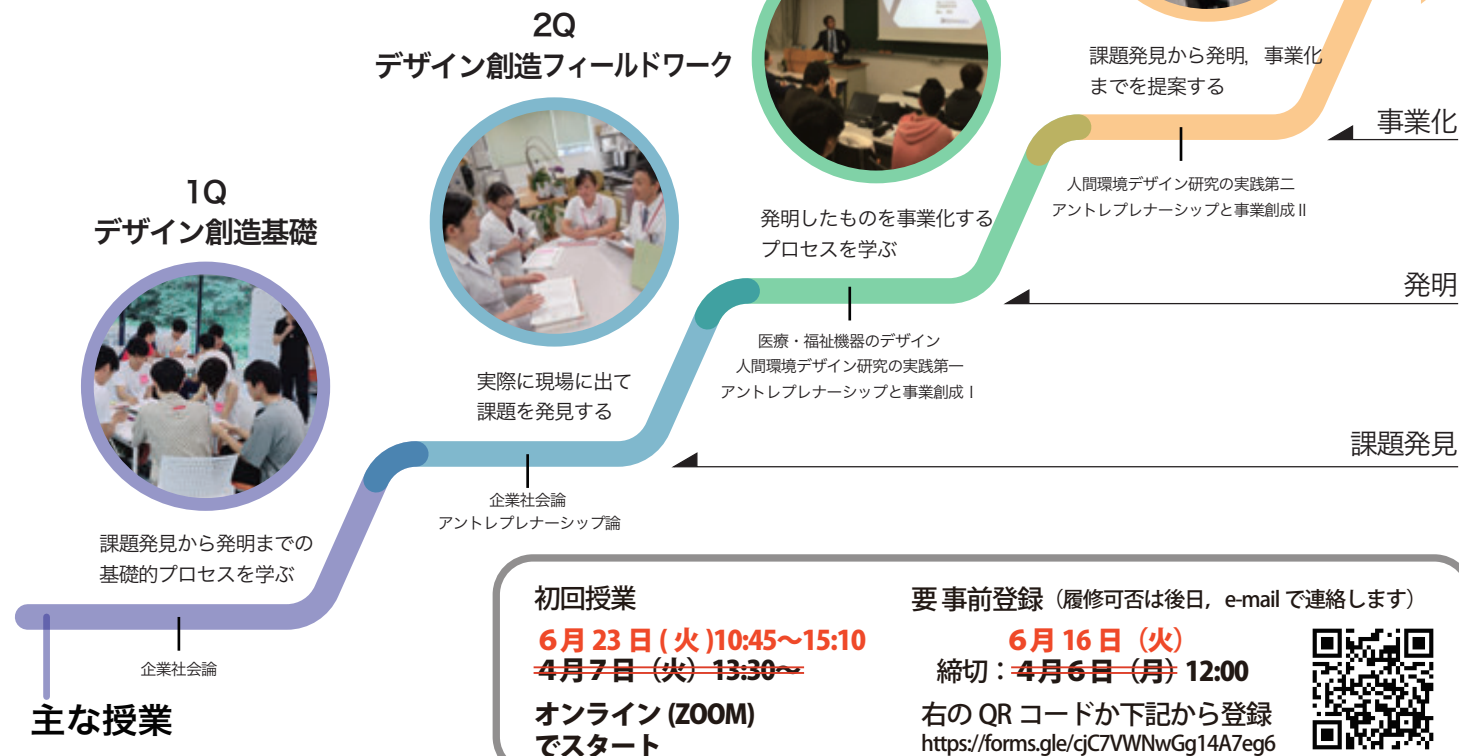 2Q
デザイン創造フィールドワーク
課題発見から発明，事業化
までを提案する
事業化
人間環境デザイン研究の実践第二
アントレプレナーシップと事業創成Ⅱ
1Q
デザイン創造基礎
発明したものを事業化する
プロセスを学ぶ
発明
医療・福祉機器のデザイン
人間環境デザイン研究の実践第一
アントレプレナーシップと事業創成Ⅰ
実際に現場に出て
課題を発見する
課題発見
企業社会論
アントレプレナーシップ論
課題発見から発明までの
基礎的プロセスを学ぶ
企業社会論
主な授業
初回授業
6月 23 日 ( 火 )10:45〜15:10
4月7日（火）13:30〜
オンライン (ZOOM)
でスタート
要 事前登録（履修可否は後日，e-mail で連絡します）
6月 16 日（火）
締切：4月6日（月）12:00
右の QR コードか下記から登録
https://forms.gle/cjC7VWNwGg14A7eg6